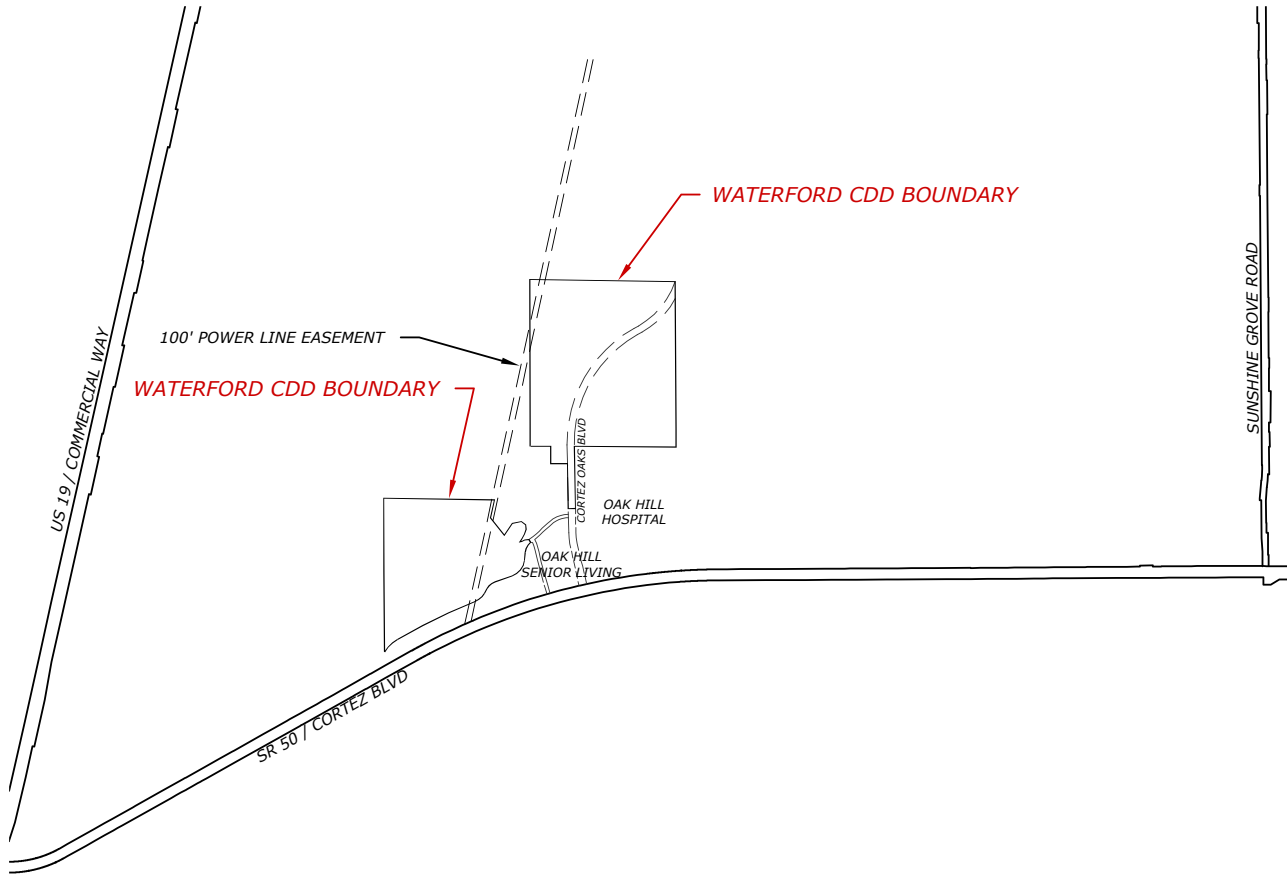 WATERFORD CDD BOUNDARY
100' POWER LINE EASEMENT
WATERFORD CDD BOUNDARY
US 19 / COMMERCIAL WAY
SUNSHINE GROVE ROAD
CORTEZ OAKS BLVD
OAK HILL
HOSPITAL
OAK HILL
SENIOR LIVING
SR 50 / CORTEZ BLVD